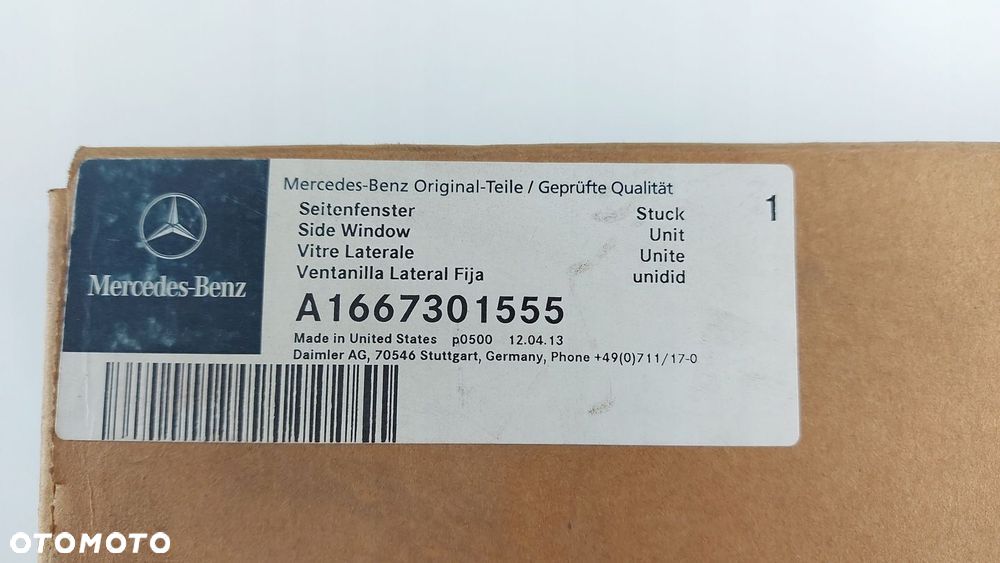 Mercedes-Benz Original-Teile / Geprüfte Qualität
Seitenfenster Stuck 1
Side Window Unit
Vitre Laterale Unite
Ventanilla Lateral Fija unidid
Mercedes-Benz
A1667301555
Made in United States p0500 12.04.13
Daimler AG, 70546 Stuttgart, Germany, Phone +49(0)711/17-0
OTOMOTO